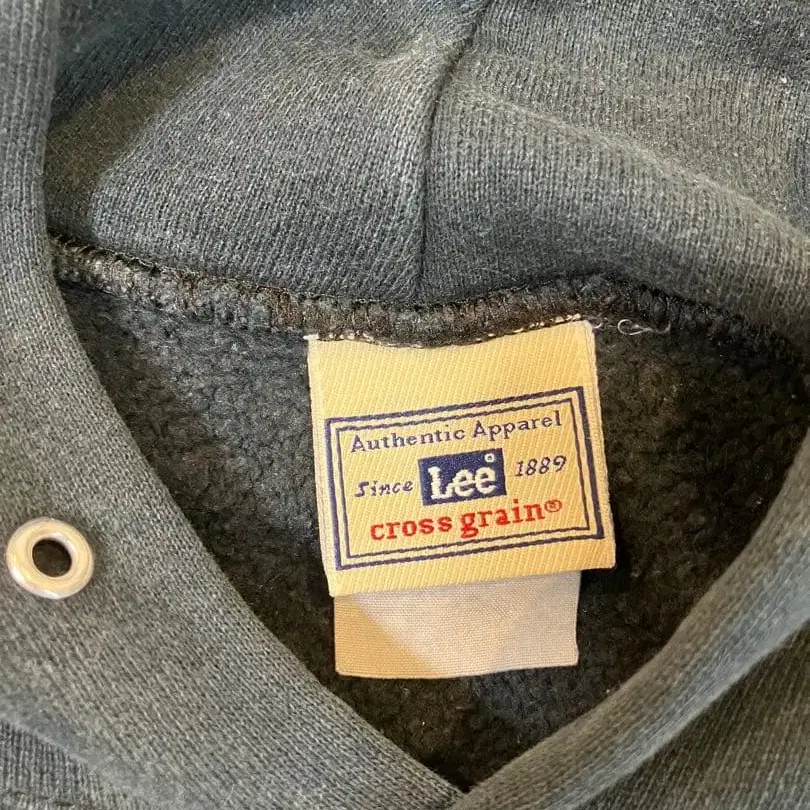 Authentic Apparel
Since Lee® 1889
cross grain®